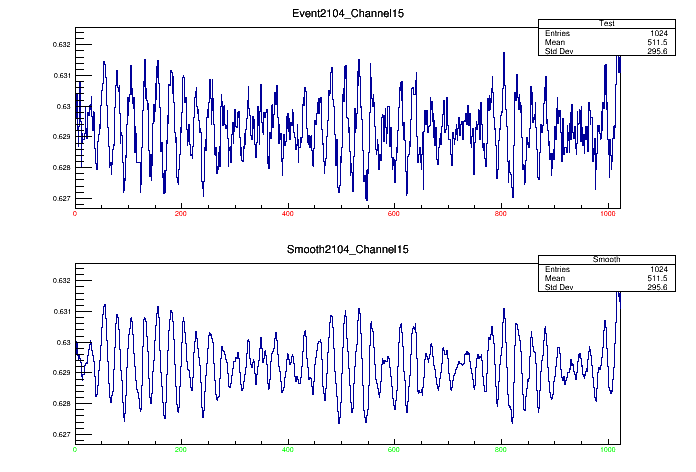 Event2104_Channel15
Test
Entries 1024
Mean 511.5
Std Dev 295.6
0.632
0.631
0.63
0.629
0.628
0.627
0 200 400 600 800 1000
Smooth2104_Channel15
Smooth
Entries 1024
Mean 511.5
Std Dev 295.6
0.632
0.631
0.63
0.629
0.628
0.627
0 200 400 600 800 1000